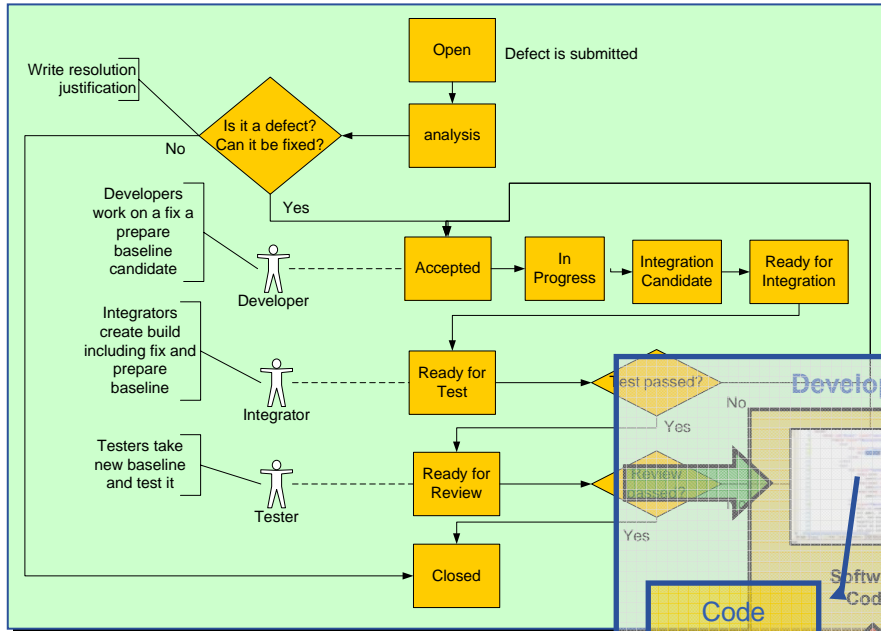 Open
Defect is submitted
Write resolution
justification
Is it a defect?
Can it be fixed?
analysis
No
Yes
Developers
work on a fix a
prepare
baseline
candidate
Developer
Accepted
In
Progress
Integration
Candidate
Ready for
Integration
Integrators
create build
including fix and
prepare
baseline
Integrator
Ready for
Test
Test passed?
No
Yes
Testers take
new baseline
and test it
Tester
Ready for
Review
Review
passed?
No
Yes
Closed
Code